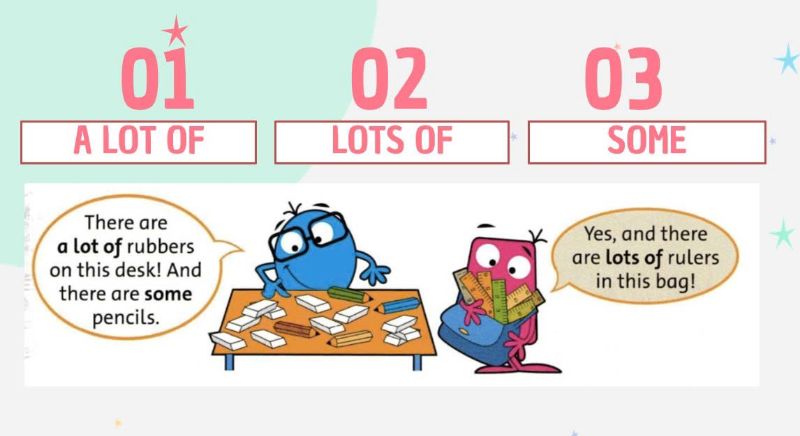 01
02
03
A LOT OF
LOTS OF
SOME
There are
a lot of rubbers
on this desk! And
there are some
pencils.
Yes, and there
are lots of rulers
in this bag!